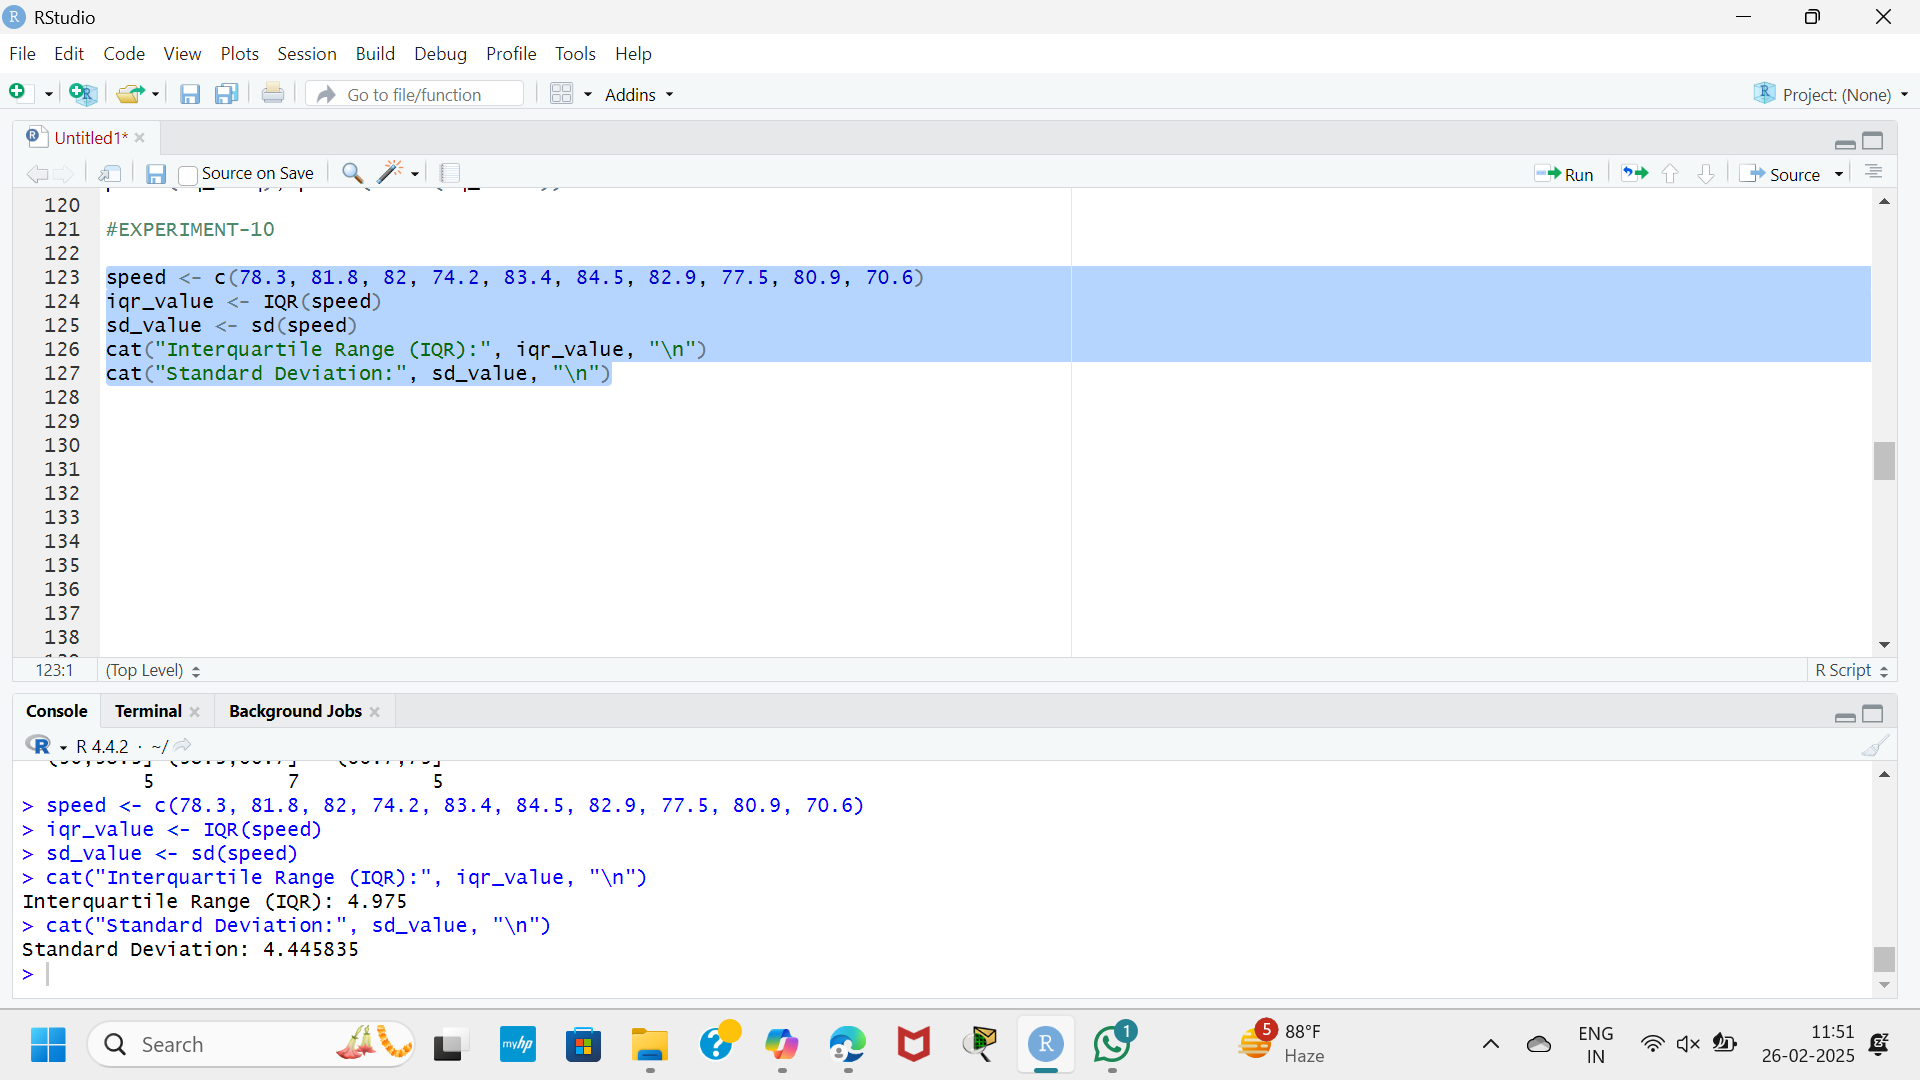 RStudio
File Edit Code View Plots Session Build Debug Profile Tools Help
Go to file/function Addins Project: (None)
Untitled1*
Source on Save Run Source
120
121 #EXPERIMENT-10
122
123 speed <- c(78.3, 81.8, 82, 74.2, 83.4, 84.5, 82.9, 77.5, 80.9, 70.6)
124 iqr_value <- IQR(speed)
125 sd_value <- sd(speed)
126 cat("Interquartile Range (IQR):", iqr_value, "\n")
127 cat("Standard Deviation:", sd_value, "\n")
128
129
130
131
132
133
134
135
136
137
138
123:1 (Top Level) R Script
Console Terminal Background Jobs
R 4.4.2 · ~/
5 7 5
> speed <- c(78.3, 81.8, 82, 74.2, 83.4, 84.5, 82.9, 77.5, 80.9, 70.6)
> iqr_value <- IQR(speed)
> sd_value <- sd(speed)
> cat("Interquartile Range (IQR):", iqr_value, "\n")
Interquartile Range (IQR): 4.975
> cat("Standard Deviation:", sd_value, "\n")
Standard Deviation: 4.445835
>
Search myhp R 1 5 88°F ENG 11:51
Haze IN 26-02-2025